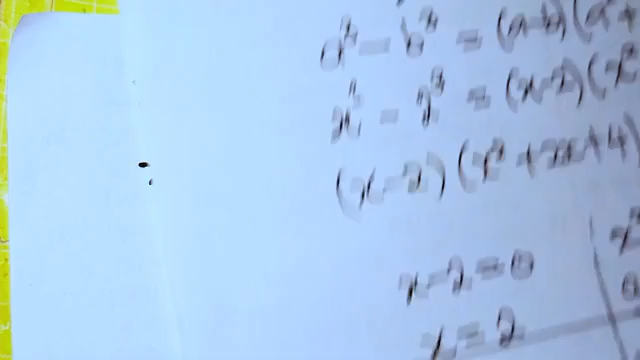 a³ - b³ = (a-b)(a² +
x³ - 2³ = (x-2)(x²
(x-2)(x² + 2x + 4)
x-2=0
x=2